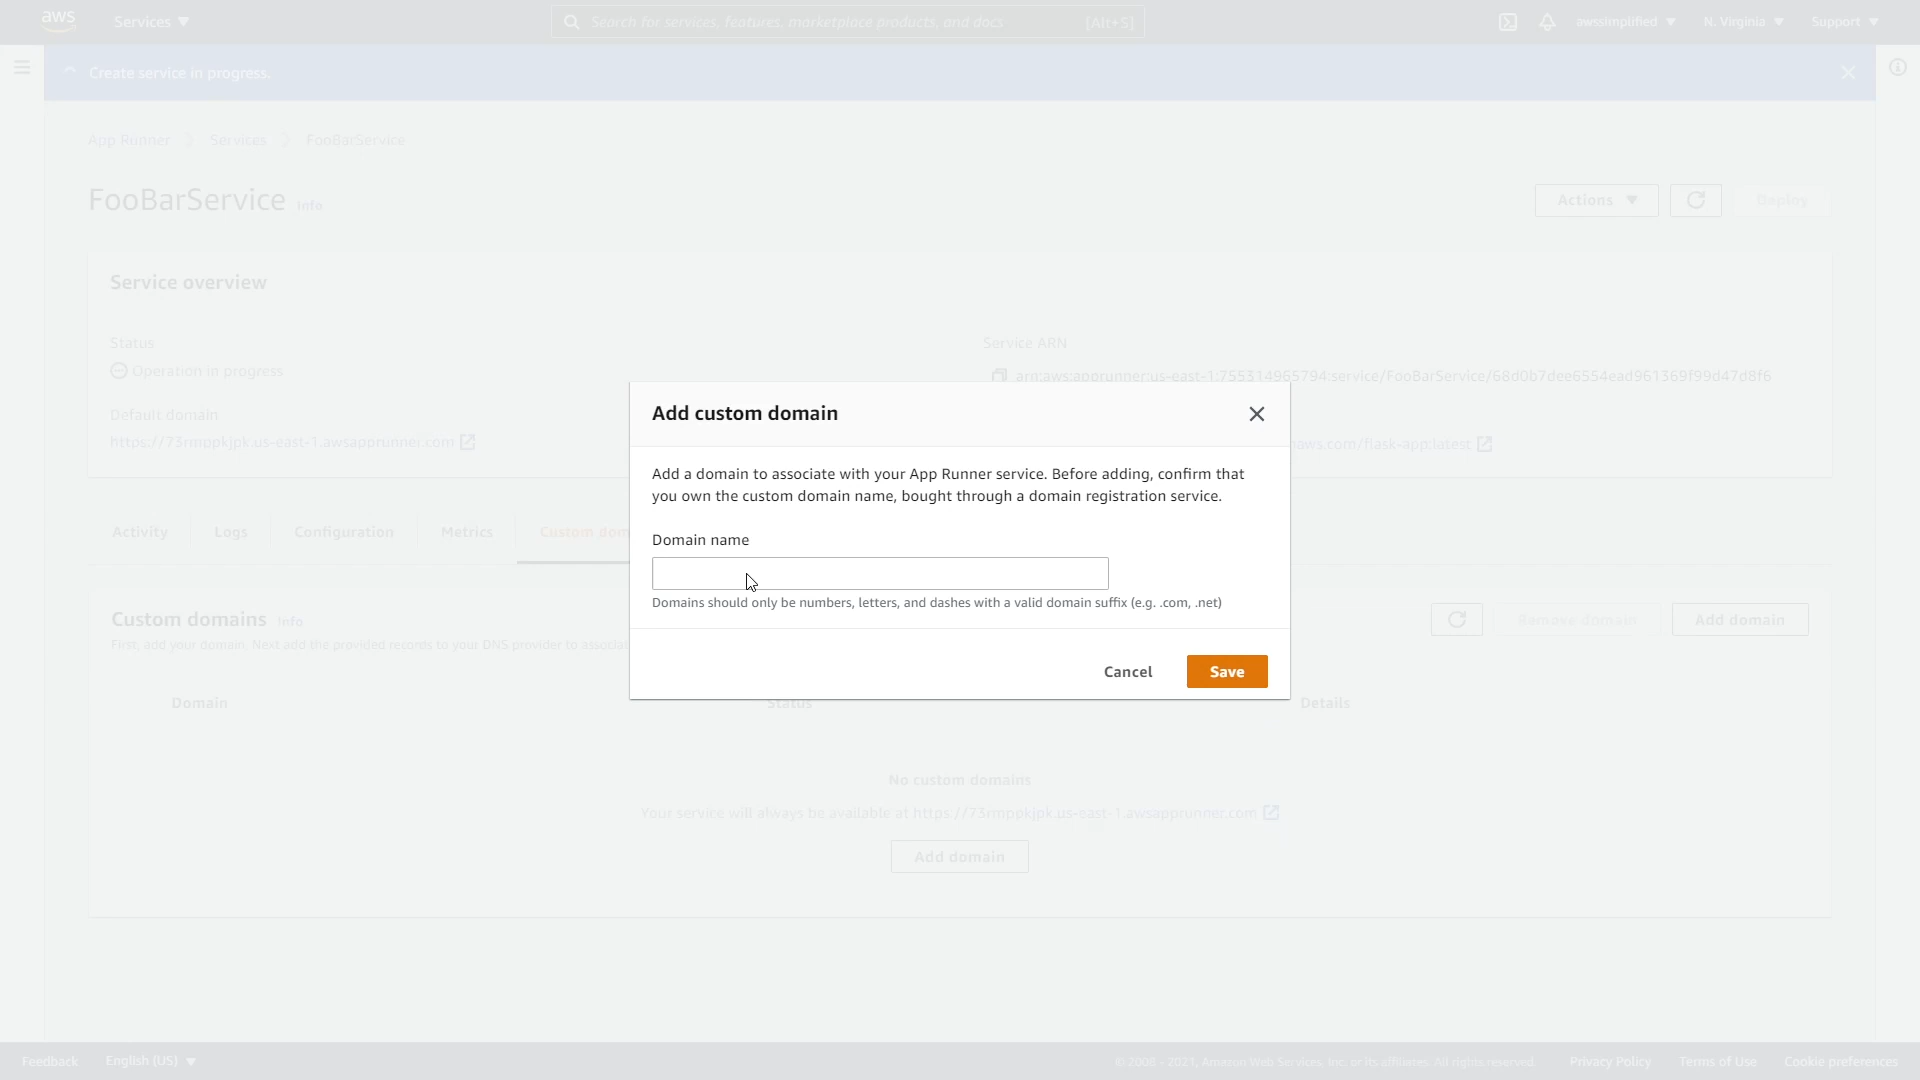 aws Services Search for services, features, marketplace products, and docs [Alt+S] awssimplified N. Virginia Support
Create service in progress.
App Runner Services FooBarService
FooBarService Info Actions Deploy
Service overview
Status Service ARN
Operation in progress arn:aws:apprunner:us-east-1:755314965794:service/FooBarService/68d0b7dee6554ead961369f99d47d8f6
Default domain
https://73rmppkjpk.us-east-1.awsapprunner.com naws.com/flask-app:latest
Add custom domain
Add a domain to associate with your App Runner service. Before adding, confirm that
you own the custom domain name, bought through a domain registration service.
Domain name
Domains should only be numbers, letters, and dashes with a valid domain suffix (e.g. .com, .net)
Cancel Save
Activity Logs Configuration Metrics Custom dom
Custom domains Info Remove domain Add domain
First, add your domain. Next add the provided records to your DNS provider to associa
Domain Status Details
No custom domains
Your service will always be available at https://73rmppkjpk.us-east-1.awsapprunner.com
Add domain
Feedback English (US) © 2008 - 2021, Amazon Web Services, Inc. or its affiliates. All rights reserved. Privacy Policy Terms of Use Cookie preferences